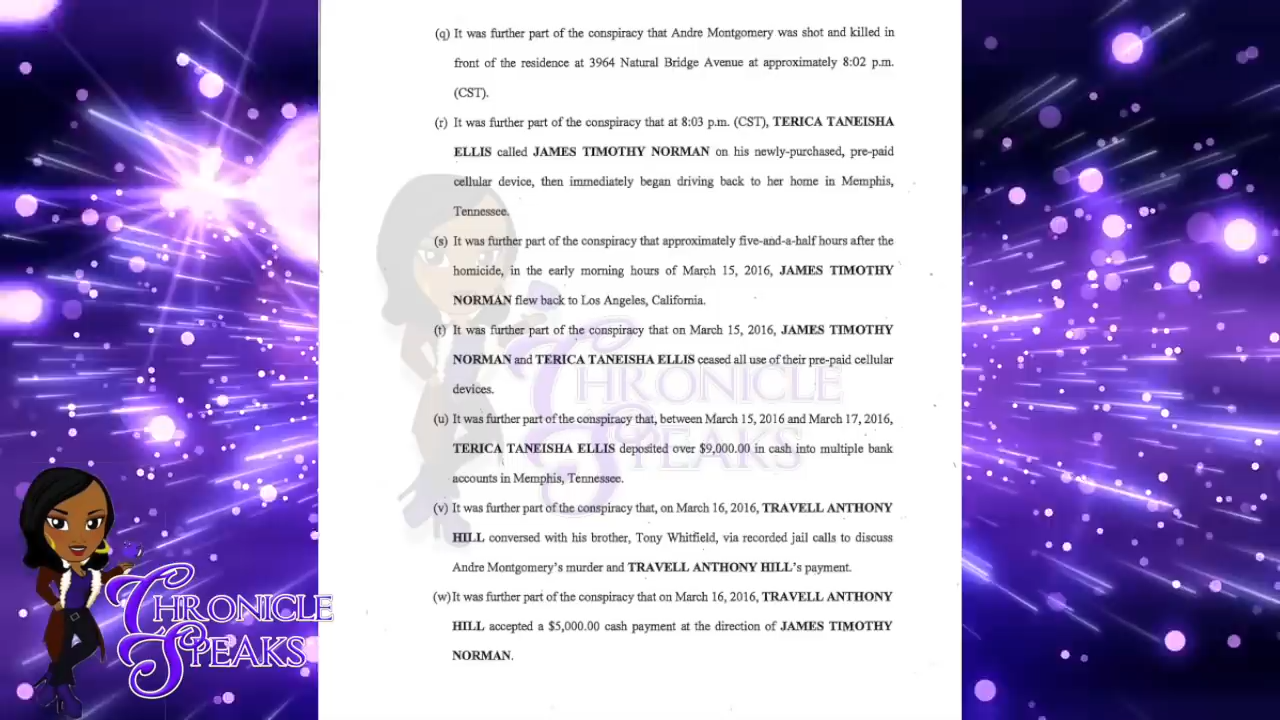 (q) It was further part of the conspiracy that Andre Montgomery was shot and killed in
front of the residence at 3964 Natural Bridge Avenue at approximately 8:02 p.m.
(CST).
(r) It was further part of the conspiracy that at 8:03 p.m. (CST), TERICA TANEISHA
ELLIS called JAMES TIMOTHY NORMAN on his newly-purchased, pre-paid
cellular device, then immediately began driving back to her home in Memphis,
Tennessee.
(s) It was further part of the conspiracy that approximately five-and-a-half hours after the
homicide, in the early morning hours of March 15, 2016, JAMES TIMOTHY
NORMAN flew back to Los Angeles, California.
(t) It was further part of the conspiracy that on March 15, 2016, JAMES TIMOTHY
NORMAN and TERICA TANEISHA ELLIS ceased all use of their pre-paid cellular
devices.
(u) It was further part of the conspiracy that, between March 15, 2016 and March 17, 2016,
TERICA TANEISHA ELLIS deposited over $9,000.00 in cash into multiple bank
accounts in Memphis, Tennessee.
(v) It was further part of the conspiracy that, on March 16, 2016, TRAVELL ANTHONY
HILL conversed with his brother, Tony Whitfield, via recorded jail calls to discuss
Andre Montgomery's murder and TRAVELL ANTHONY HILL's payment.
(w) It was further part of the conspiracy that on March 16, 2016, TRAVELL ANTHONY
HILL accepted a $5,000.00 cash payment at the direction of JAMES TIMOTHY
NORMAN.
CHRONICLE
SPEAKS
CHRONICLE
SPEAKS